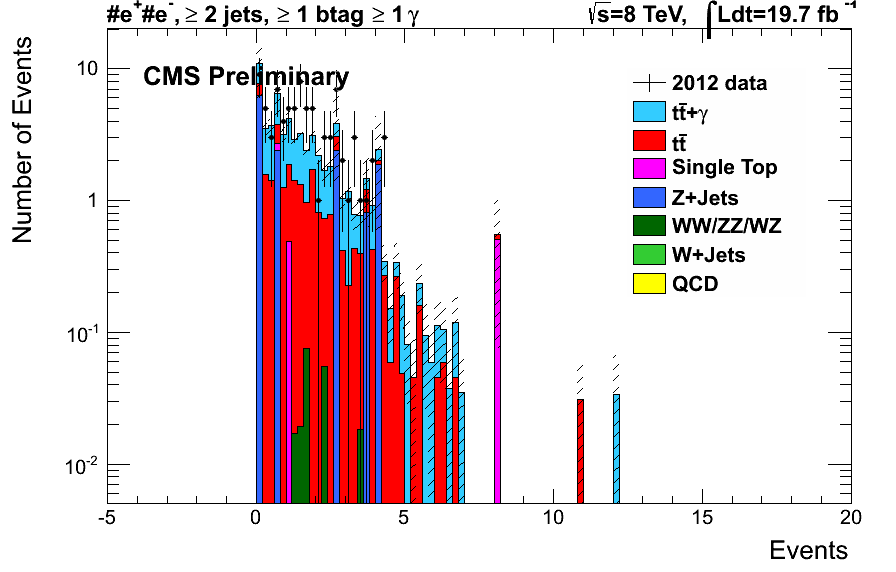 #e⁺#e⁻, ≥ 2 jets, ≥ 1 btag ≥ 1 γ
√s=8 TeV, ∫Ldt=19.7 fb⁻¹
CMS Preliminary
Number of Events
10
1
10⁻¹
10⁻²
2012 data
tt̄+γ
tt̄
Single Top
Z+Jets
WW/ZZ/WZ
W+Jets
QCD
-5 0 5 10 15 20
Events